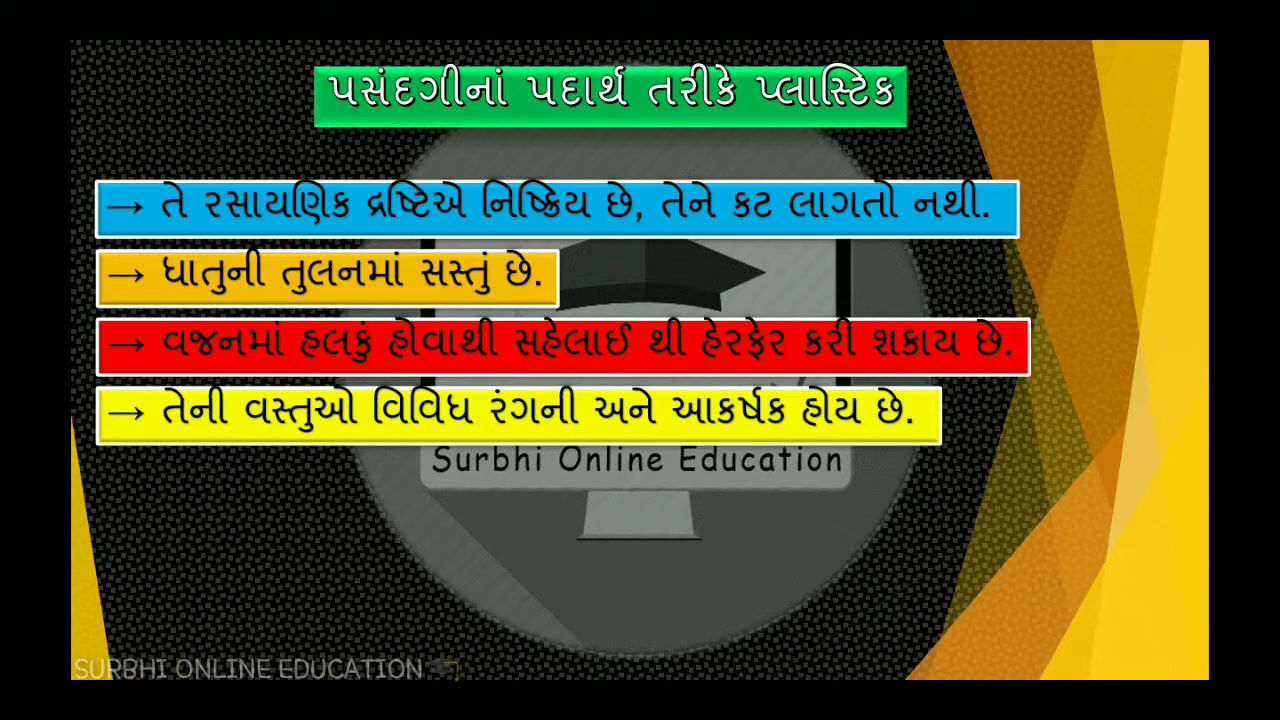 પસંદગીનાં પદાર્થ તરીકે પ્લાસ્ટિક
→ તે રસાયણિક દ્રષ્ટિએ નિષ્ક્રિય છે, તેને કટ લાગતો નથી.
→ ધાતુની તુલનમાં સસ્તું છે.
→ વજનમાં હલકું હોવાથી સહેલાઈ થી હેરફેર કરી શકાય છે.
→ તેની વસ્તુઓ વિવિધ રંગની અને આકર્ષક હોય છે.
Surbhi Online Education
SURBHI ONLINE EDUCATION